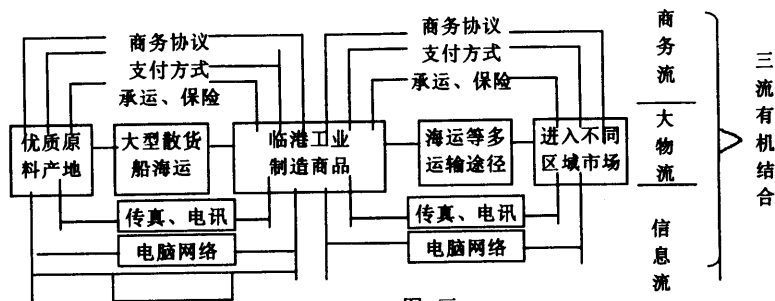 商务协议
支付方式
承运、保险
商务协议
支付方式
承运、保险
商务流
优质原
料产地
大型散货
船海运
临港工业
制造商品
海运等多
运输途径
进入不同
区域市场
大物流
三流有机结合
传真、电讯
电脑网络
传真、电讯
电脑网络
信息流